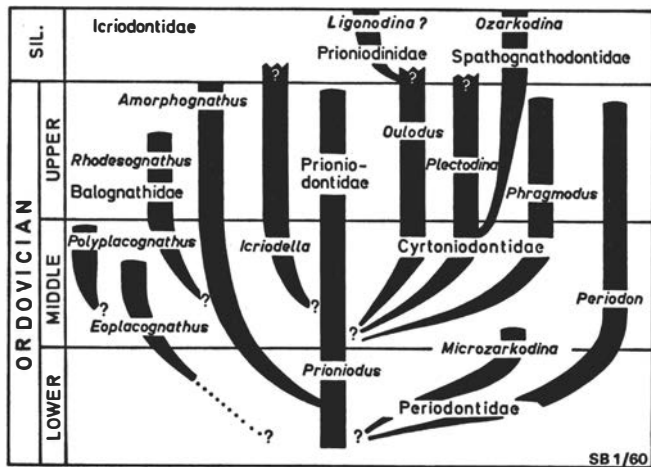 SIL.
ORDOVICIAN
UPPER
MIDDLE
LOWER
Icriodontidae
Ligonodina ?
Ozarkodina
Prioniodinidae
Spathognathodontidae
?
?
?
Amorphognathus
Rhodesognathus
Balognathidae
Prionio-
dontidae
Oulodus
Plectodina
Phragmodus
Polyplacognathus
Icriodella
Cyrtoniodontidae
Periodon
?
?
?
?
Eoplacognathus
Microzarkodina
Prioniodus
Periodontidae
?
?
SB 1/60